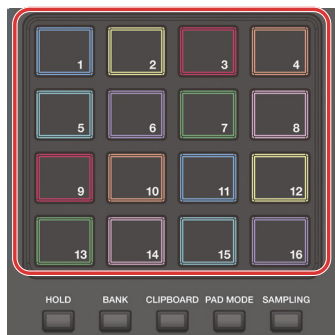 1 2 3 4
5 6 7 8
9 10 11 12
13 14 15 16
HOLD BANK CLIPBOARD PAD MODE SAMPLING